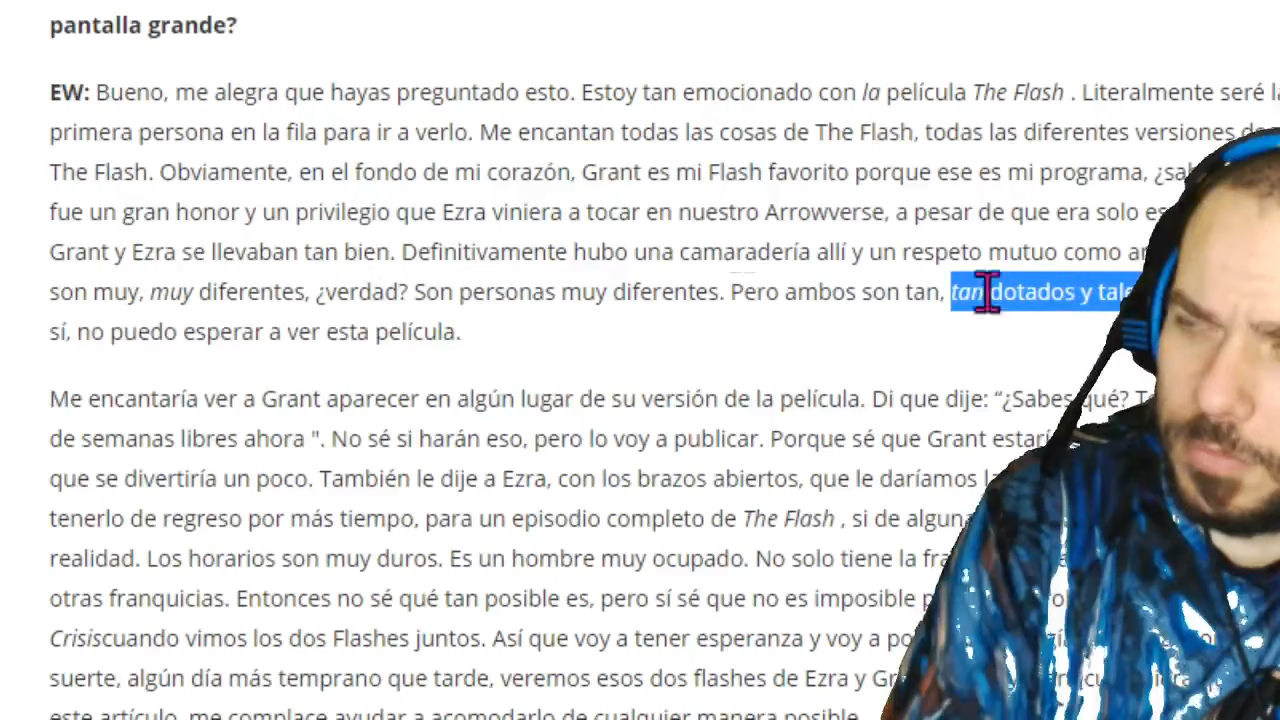 pantalla grande?
EW: Bueno, me alegra que hayas preguntado esto. Estoy tan emocionado con la película The Flash . Literalmente seré la
primera persona en la fila para ir a verlo. Me encantan todas las cosas de The Flash, todas las diferentes versiones de
The Flash. Obviamente, en el fondo de mi corazón, Grant es mi Flash favorito porque ese es mi programa,
fue un gran honor y un privilegio que Ezra viniera a tocar en nuestro Arrowverse, a pesar de que era solo
Grant y Ezra se llevaban tan bien. Definitivamente hubo una camaradería allí y un respeto mutuo como
son muy, muy diferentes, ¿verdad? Son personas muy diferentes. Pero ambos son tan, tan dotados y
sí, no puedo esperar a ver esta película.
Me encantaría ver a Grant aparecer en algún lugar de su versión de la película. Di que dije: “¿Sabes qué?
de semanas libres ahora ". No sé si harán eso, pero lo voy a publicar. Porque sé que Grant
que se divertiría un poco. También le dije a Ezra, con los brazos abiertos, que le daríamos
tenerlo de regreso por más tiempo, para un episodio completo de The Flash , si de
realidad. Los horarios son muy duros. Es un hombre muy ocupado. No solo tiene la
otras franquicias. Entonces no sé qué tan posible es, pero sí sé que no es imposible
Crisiscuando vimos los dos Flashes juntos. Así que voy a tener esperanza y voy a
suerte, algún día más temprano que tarde, veremos esos dos flashes de Ezra y
este artículo, me complace ayudar a acomodarlo de cualquier manera posible.